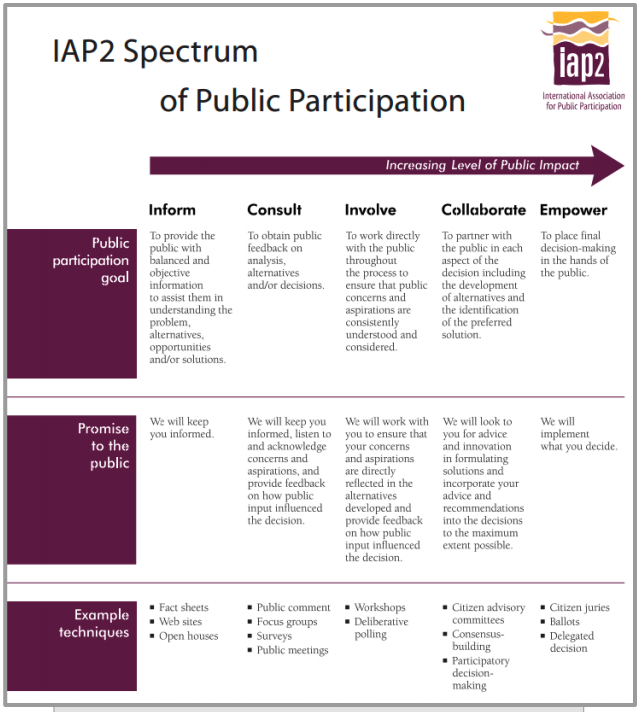 IAP2 Spectrum
of Public Participation
iap2
International Association
for Public Participation
Increasing Level of Public Impact
Inform
Consult
Involve
Collaborate
Empower
Public
participation
goal
To provide the
public with
balanced and
objective
information
to assist them in
understanding the
problem,
alternatives,
opportunities
and/or solutions.
To obtain public
feedback on
analysis,
alternatives
and/or decisions.
To work directly
with the public
throughout
the process to
ensure that public
concerns and
aspirations are
consistently
understood and
considered.
To partner with
the public in each
aspect of the
decision including
the development
of alternatives and
the identification
of the preferred
solution.
To place final
decision-making
in the hands of
the public.
Promise
to the
public
We will keep
you informed.
We will keep you
informed, listen to
and acknowledge
concerns and
aspirations, and
provide feedback
on how public
input influenced
the decision.
We will work with
you to ensure that
your concerns
and aspirations
are directly
reflected in the
alternatives
developed and
provide feedback
on how public
input influenced
the decision.
We will look to
you for advice
and innovation
in formulating
solutions and
incorporate your
advice and
recommendations
into the decisions
to the maximum
extent possible.
We will
implement
what you decide.
Example
techniques
▪ Fact sheets
▪ Web sites
▪ Open houses
▪ Public comment
▪ Focus groups
▪ Surveys
▪ Public meetings
▪ Workshops
▪ Deliberative
polling
▪ Citizen advisory
committees
▪ Consensus-
building
▪ Participatory
decision-
making
▪ Citizen juries
▪ Ballots
▪ Delegated
decision